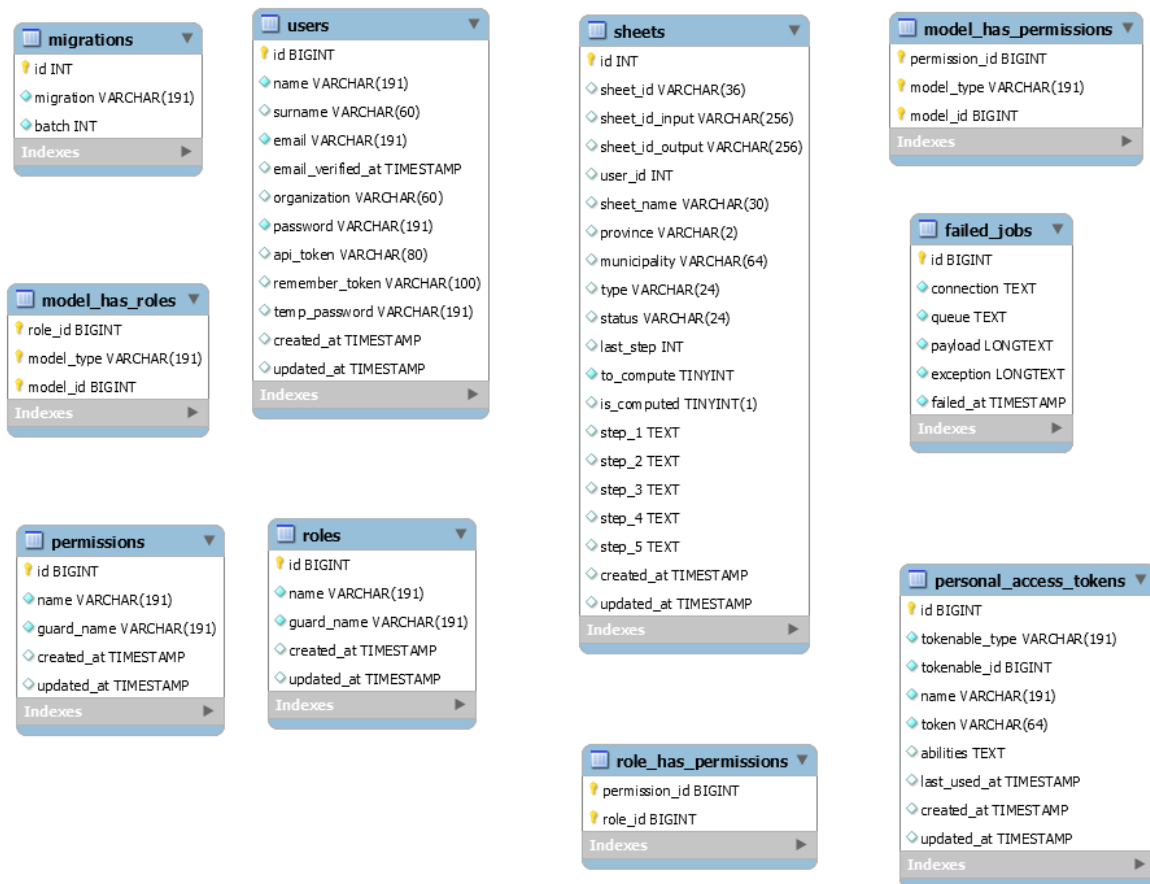 migrations
id INT
migration VARCHAR(191)
batch INT
Indexes
users
id BIGINT
name VARCHAR(191)
surname VARCHAR(60)
email VARCHAR(191)
email_verified_at TIMESTAMP
organization VARCHAR(60)
password VARCHAR(191)
api_token VARCHAR(80)
remember_token VARCHAR(100)
temp_password VARCHAR(191)
created_at TIMESTAMP
updated_at TIMESTAMP
Indexes
sheets
id INT
sheet_id VARCHAR(36)
sheet_id_input VARCHAR(256)
sheet_id_output VARCHAR(256)
user_id INT
sheet_name VARCHAR(30)
province VARCHAR(2)
municipality VARCHAR(64)
type VARCHAR(24)
status VARCHAR(24)
last_step INT
to_compute TINYINT
is_computed TINYINT(1)
step_1 TEXT
step_2 TEXT
step_3 TEXT
step_4 TEXT
step_5 TEXT
created_at TIMESTAMP
updated_at TIMESTAMP
Indexes
model_has_permissions
permission_id BIGINT
model_type VARCHAR(191)
model_id BIGINT
Indexes
failed_jobs
id BIGINT
connection TEXT
queue TEXT
payload LONGTEXT
exception LONGTEXT
failed_at TIMESTAMP
Indexes
model_has_roles
role_id BIGINT
model_type VARCHAR(191)
model_id BIGINT
Indexes
permissions
id BIGINT
name VARCHAR(191)
guard_name VARCHAR(191)
created_at TIMESTAMP
updated_at TIMESTAMP
Indexes
roles
id BIGINT
name VARCHAR(191)
guard_name VARCHAR(191)
created_at TIMESTAMP
updated_at TIMESTAMP
Indexes
role_has_permissions
permission_id BIGINT
role_id BIGINT
Indexes
personal_access_tokens
id BIGINT
tokenable_type VARCHAR(191)
tokenable_id BIGINT
name VARCHAR(191)
token VARCHAR(64)
abilities TEXT
last_used_at TIMESTAMP
created_at TIMESTAMP
updated_at TIMESTAMP
Indexes